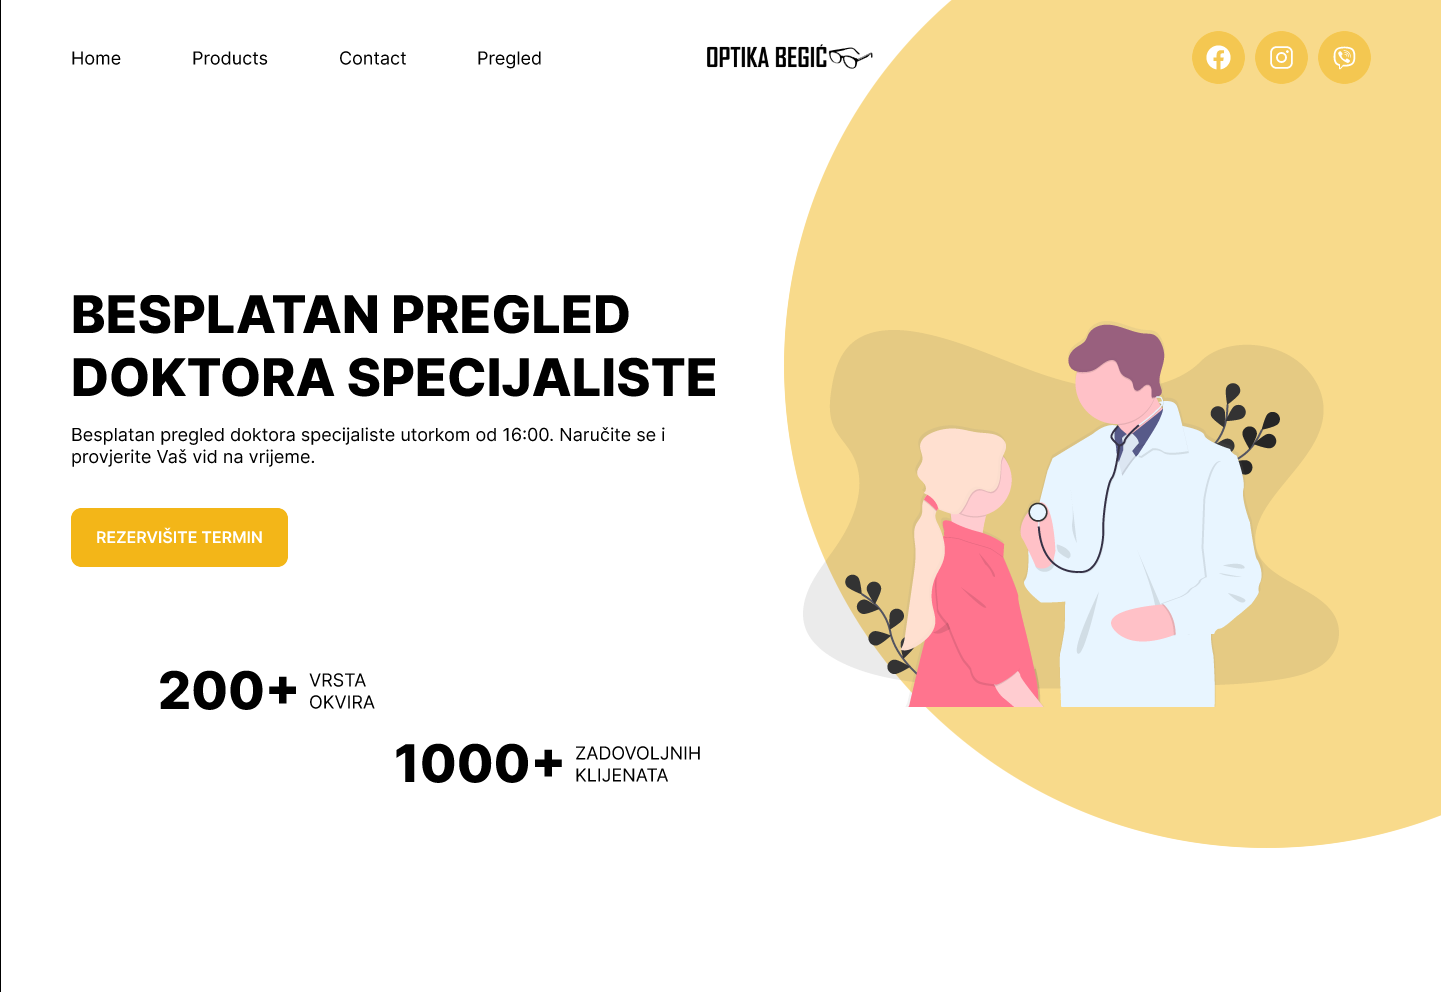 Home
Products
Contact
Pregled
OPTIKA BEGIĆ
BESPLATAN PREGLED
DOKTORA SPECIJALISTE
Besplatan pregled doktora specijaliste utorkom od 16:00. Naručite se i
provjerite Vaš vid na vrijeme.
REZERVIŠITE TERMIN
200+
VRSTA
OKVIRA
1000+
ZADOVOLJNIH
KLIJENATA